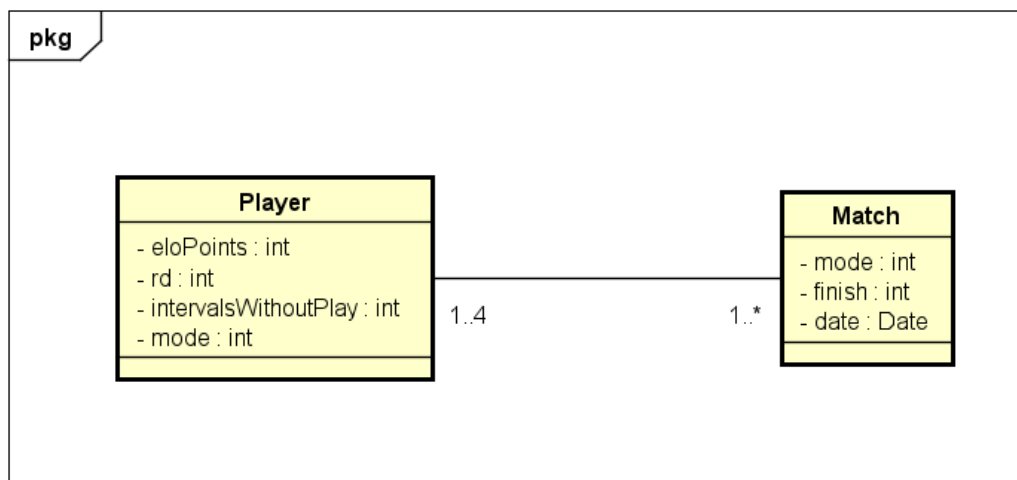 pkg
Player
- eloPoints : int
- rd : int
- intervalsWithoutPlay : int
- mode : int
1..4
1..*
Match
- mode : int
- finish : int
- date : Date